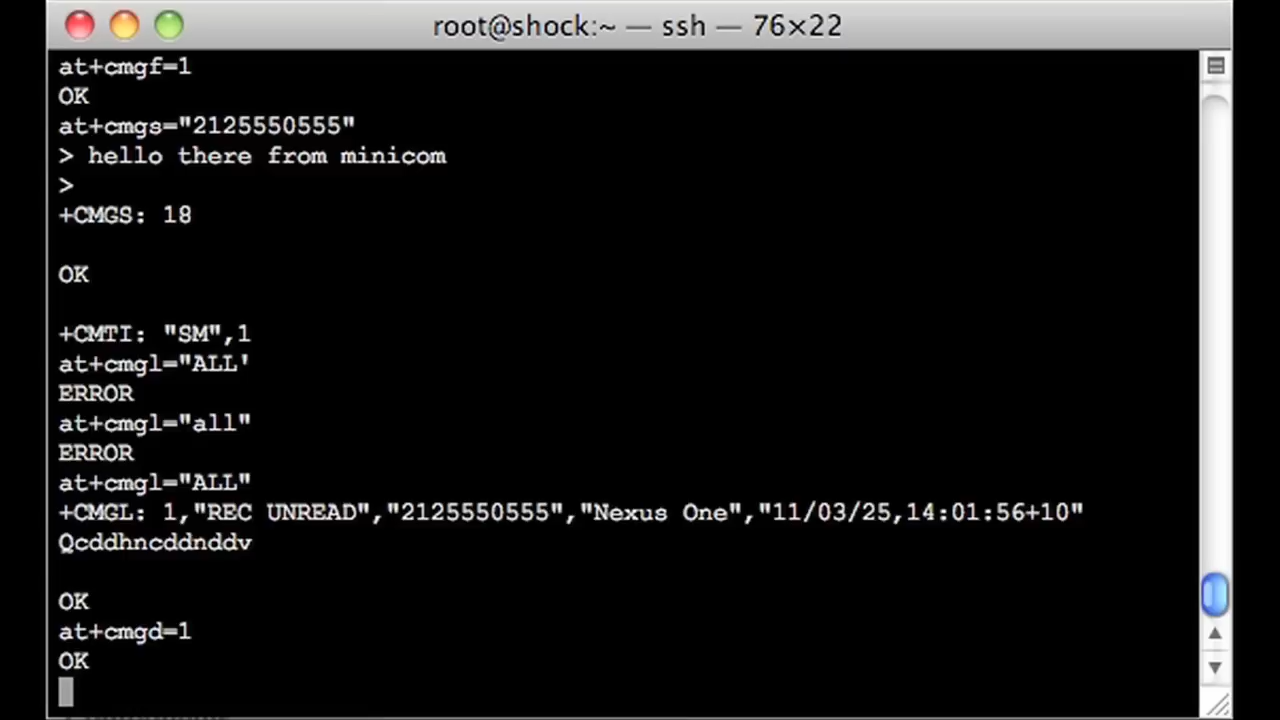 root@shock:~ — ssh — 76×22
at+cmgf=1
OK
at+cmgs="2125550555"
> hello there from minicom
>
+CMGS: 18
OK
+CMTI: "SM",1
at+cmgl="ALL'
ERROR
at+cmgl="all"
ERROR
at+cmgl="ALL"
+CMGL: 1,"REC UNREAD","2125550555","Nexus One","11/03/25,14:01:56+10"
Qcddhncddnddv
OK
at+cmgd=1
OK